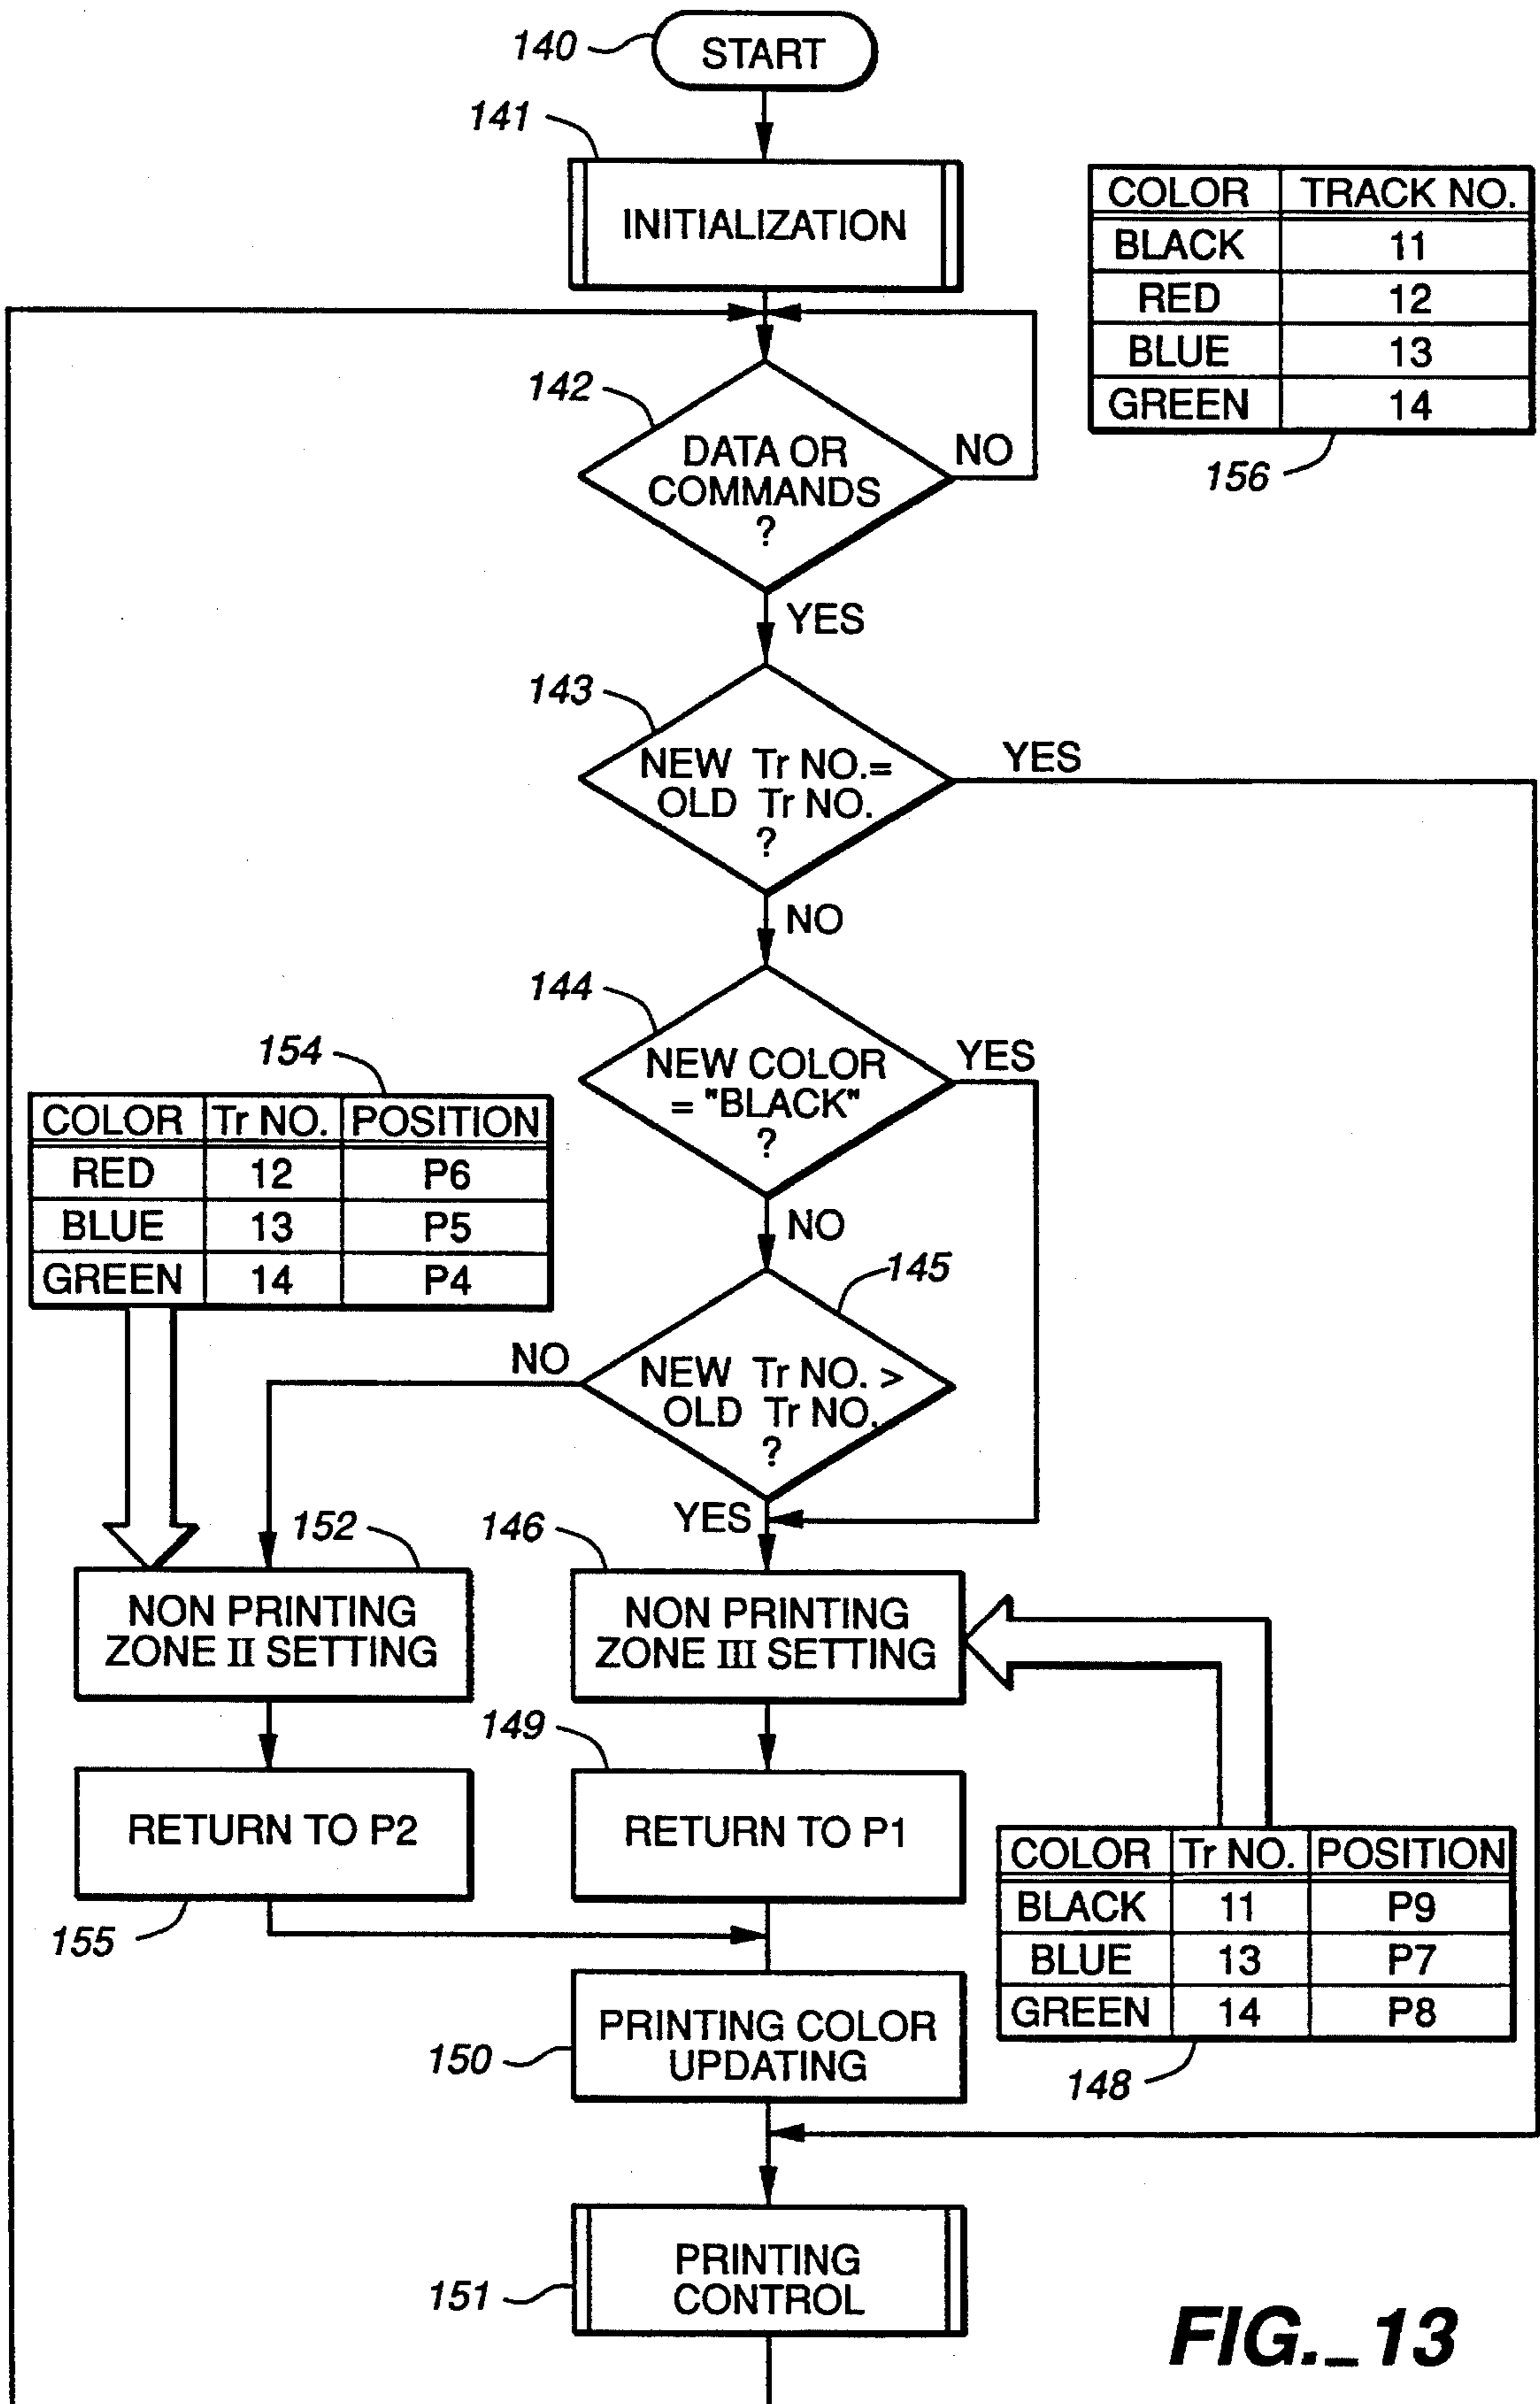 140
START
141
INITIALIZATION
COLOR TRACK NO.
BLACK 11
RED 12
BLUE 13
GREEN 14
156
142
DATA OR
COMMANDS
?
NO
YES
143
NEW Tr NO.=
OLD Tr NO.
?
YES
NO
144
NEW COLOR
= "BLACK"
?
YES
NO
154
COLOR Tr NO. POSITION
RED 12 P6
BLUE 13 P5
GREEN 14 P4
145
NEW Tr NO. >
OLD Tr NO.
?
NO
YES
152
NON PRINTING
ZONE II SETTING
146
NON PRINTING
ZONE III SETTING
RETURN TO P2
155
149
RETURN TO P1
COLOR Tr NO. POSITION
BLACK 11 P9
BLUE 13 P7
GREEN 14 P8
148
150
PRINTING COLOR
UPDATING
151
PRINTING
CONTROL
FIG._13